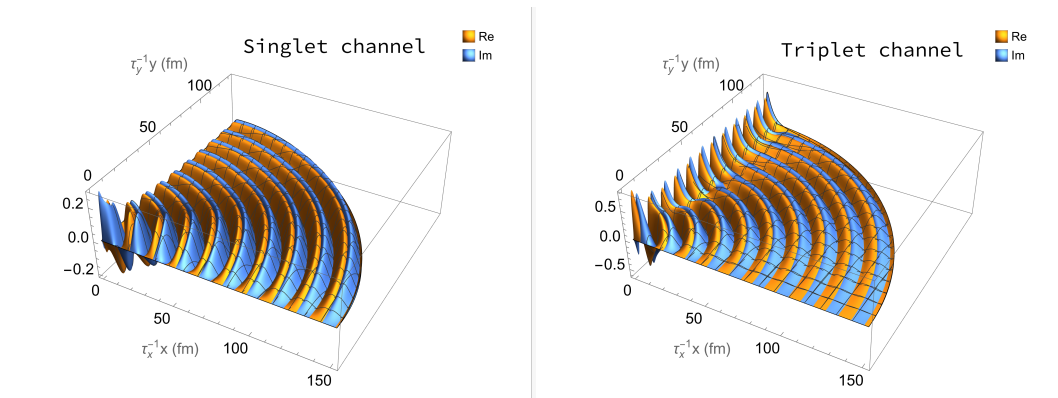 Singlet channel
Re
Im
τ_y^{-1}y (fm)
100
50
0
0.2
0.0
−0.2
0
50
100
150
τ_x^{-1}x (fm)
Triplet channel
Re
Im
τ_y^{-1}y (fm)
100
50
0
0.5
0.0
−0.5
0
50
100
150
τ_x^{-1}x (fm)